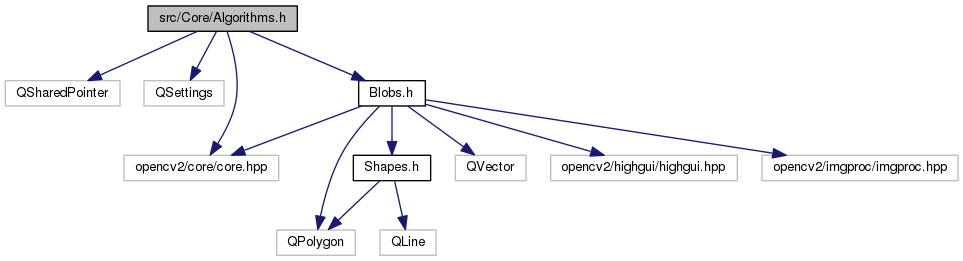 src/Core/Algorithms.h
QSharedPointer
QSettings
Blobs.h
opencv2/core/core.hpp
Shapes.h
QVector
opencv2/highgui/highgui.hpp
opencv2/imgproc/imgproc.hpp
QPolygon
QLine